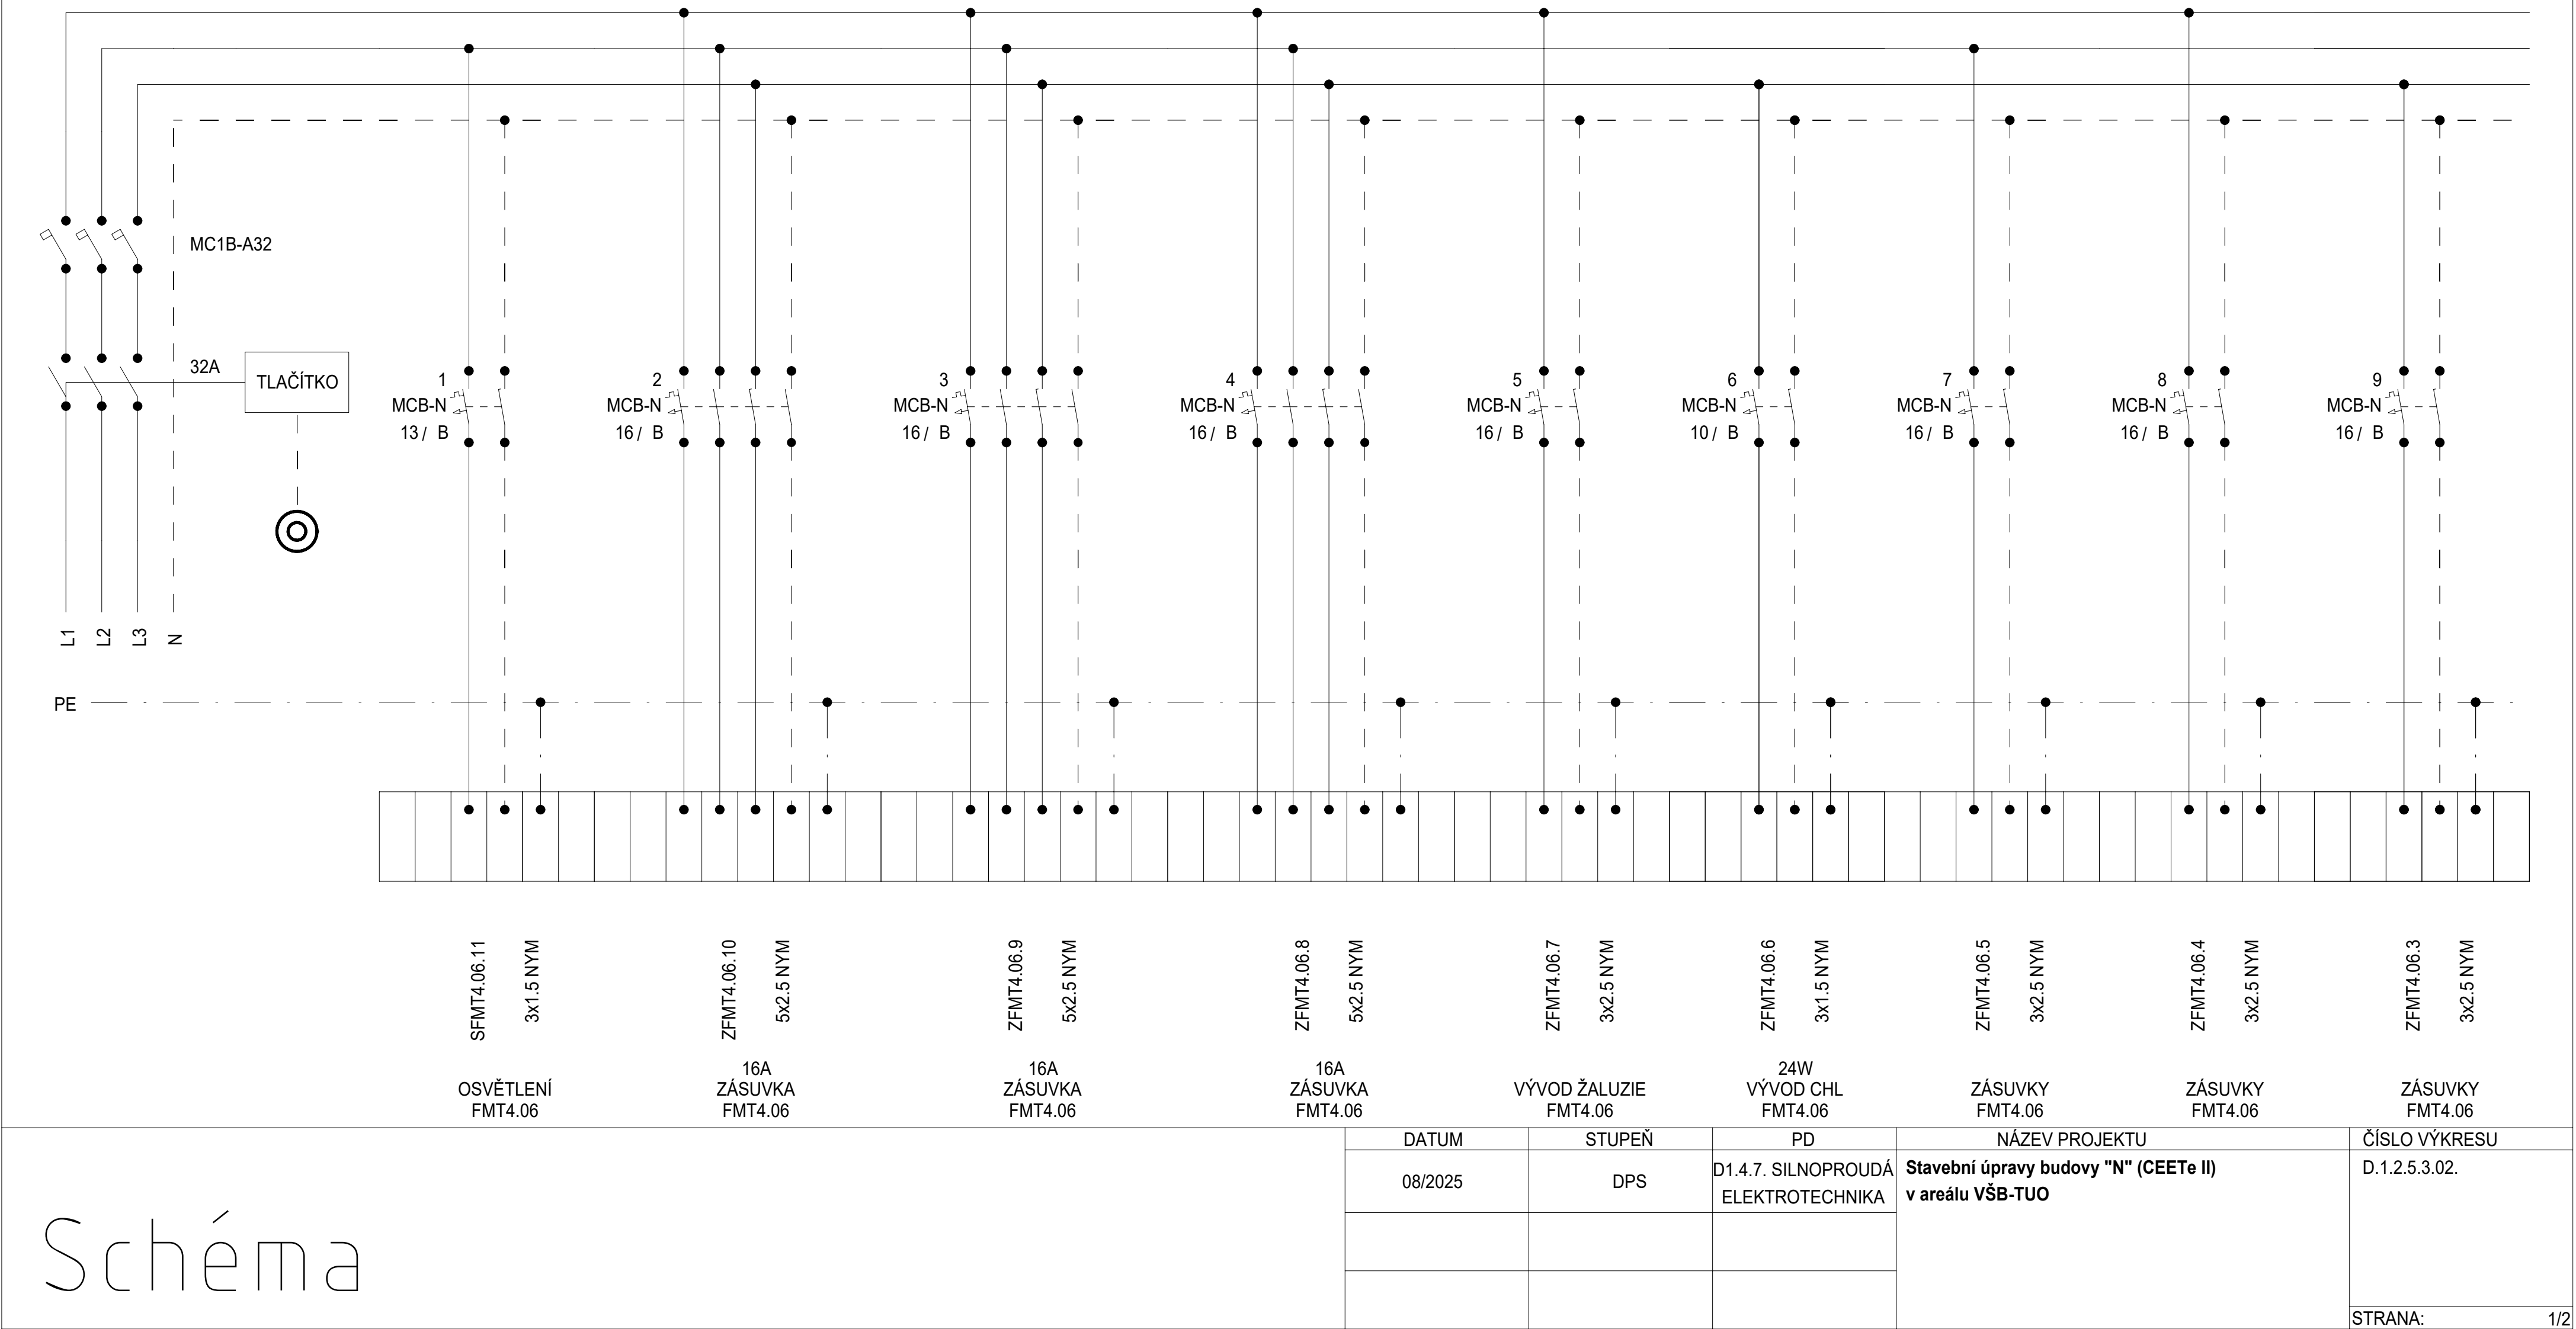 MC1B-A32
32A
TLAČÍTKO
1
MCB-N
13 / B
2
MCB-N
16 / B
3
MCB-N
16 / B
4
MCB-N
16 / B
5
MCB-N
16 / B
6
MCB-N
10 / B
7
MCB-N
16 / B
8
MCB-N
16 / B
9
MCB-N
16 / B
L1
L2
L3
N
PE
SFMT4.06.11
3x1.5 NYM
ZFMT4.06.10
5x2.5 NYM
ZFMT4.06.9
5x2.5 NYM
ZFMT4.06.8
5x2.5 NYM
ZFMT4.06.7
3x2.5 NYM
ZFMT4.06.6
3x1.5 NYM
ZFMT4.06.5
3x2.5 NYM
ZFMT4.06.4
3x2.5 NYM
ZFMT4.06.3
3x2.5 NYM
OSVĚTLENÍ
FMT4.06
16A
ZÁSUVKA
FMT4.06
16A
ZÁSUVKA
FMT4.06
16A
ZÁSUVKA
FMT4.06
VÝVOD ŽALUZIE
FMT4.06
24W
VÝVOD CHL
FMT4.06
ZÁSUVKY
FMT4.06
ZÁSUVKY
FMT4.06
ZÁSUVKY
FMT4.06
Schéma
DATUM
08/2025
STUPEŇ
DPS
PD
D1.4.7. SILNOPROUDÁ
ELEKTROTECHNIKA
NÁZEV PROJEKTU
Stavební úpravy budovy "N" (CEETe II)
v areálu VŠB-TUO
ČÍSLO VÝKRESU
D.1.2.5.3.02.
STRANA: 1/2